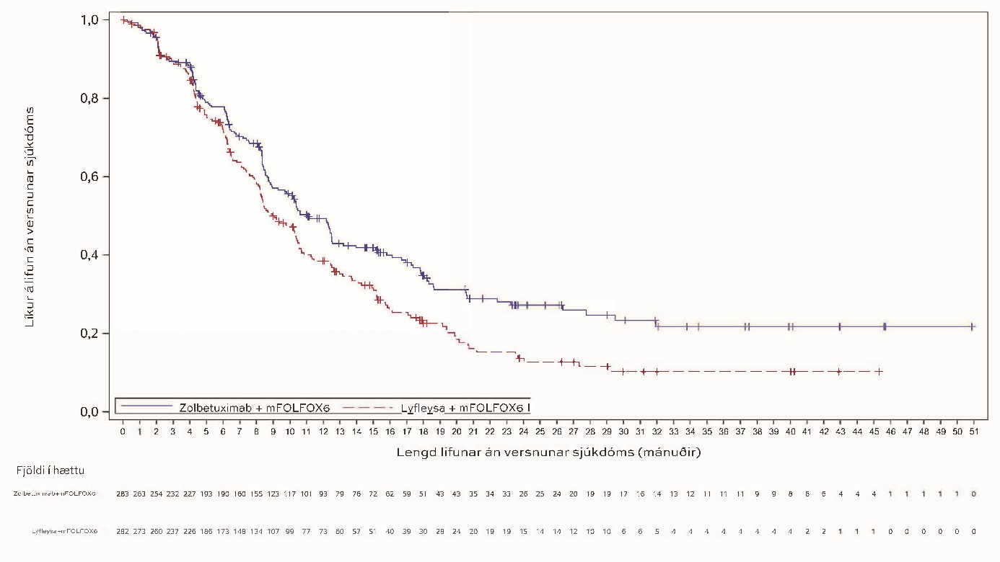 1,0
0,8
0,6
0,4
0,2
0,0
Líkur á lifun án versnunar sjúkdóms
Zolbetuximab + mFOLFOX6 Lyfleysa + mFOLFOX6
0 1 2 3 4 5 6 7 8 9 10 11 12 13 14 15 16 17 18 19 20 21 22 23 24 25 26 27 28 29 30 31 32 33 34 35 36 37 38 39 40 41 42 43 44 45 46 47 48 49 50 51
Lengd lifunar án versnunar sjúkdóms (mánuðir)
Fjöldi í hættu
Zolbetuximab+mFOLFOX6 283 263 254 232 227 193 190 160 155 123 117 101 93 79 76 72 62 59 51 43 43 35 34 33 26 25 24 20 19 19 17 16 14 13 12 11 11 11 9 9 8 6 6 4 4 4 1 1 1 1 1 0
Lyfleysa+mFOLFOX6 282 273 260 237 226 186 173 148 134 107 99 77 73 60 57 51 40 39 30 28 24 20 19 19 15 14 14 12 10 10 6 6 5 4 4 4 4 4 4 4 4 2 2 1 1 1 0 0 0 0 0 0